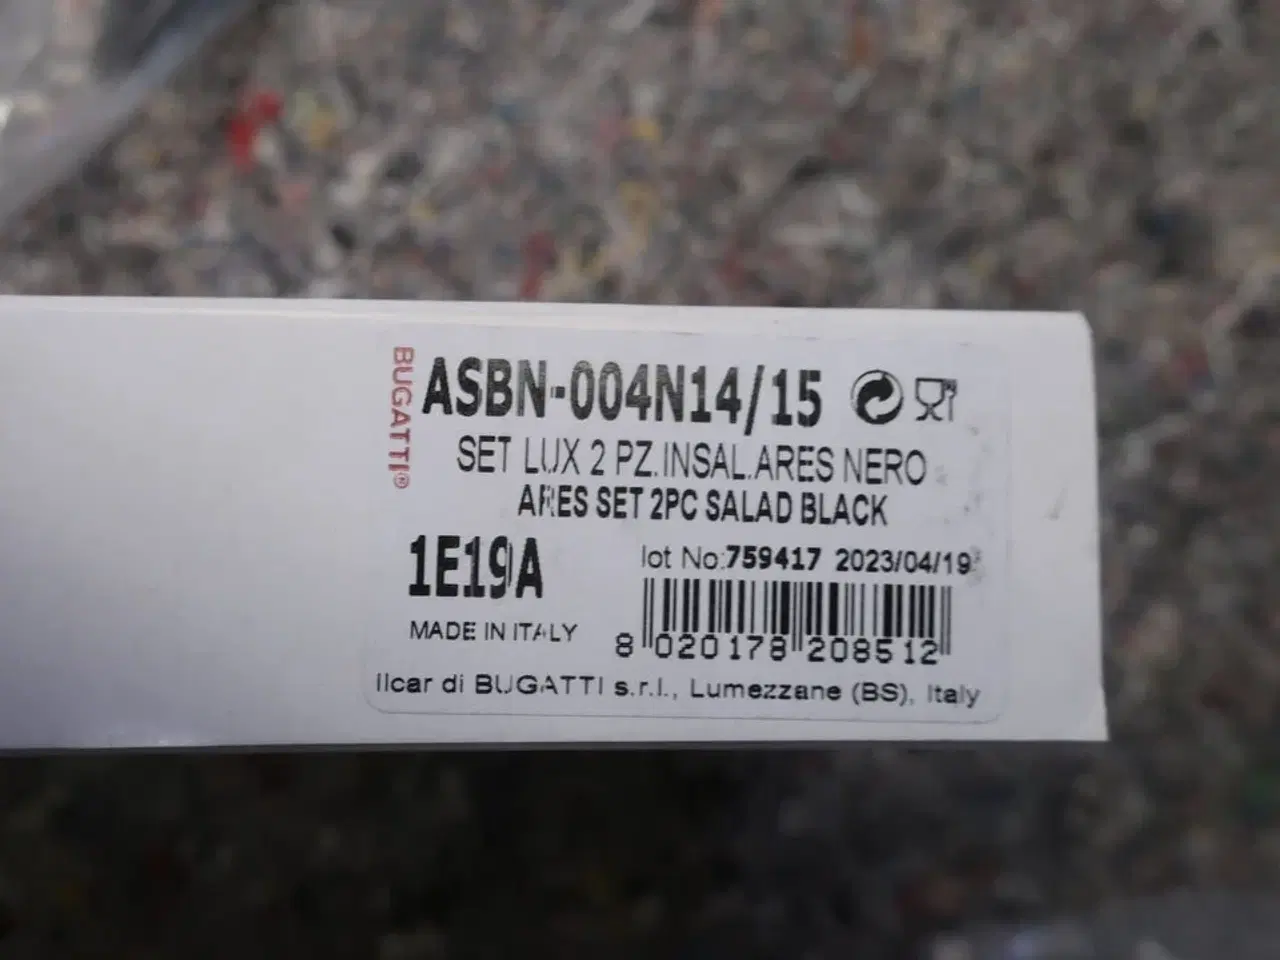 BUGATTI®
ASBN-004N14/15
SET LUX 2 PZ.INSAL.ARES NERO
ARES SET 2PC SALAD BLACK
1E19A
lot No:759417 2023/04/19
MADE IN ITALY
8 020178 208512
Ilcar di BUGATTI s.r.l., Lumezzane (BS), Italy